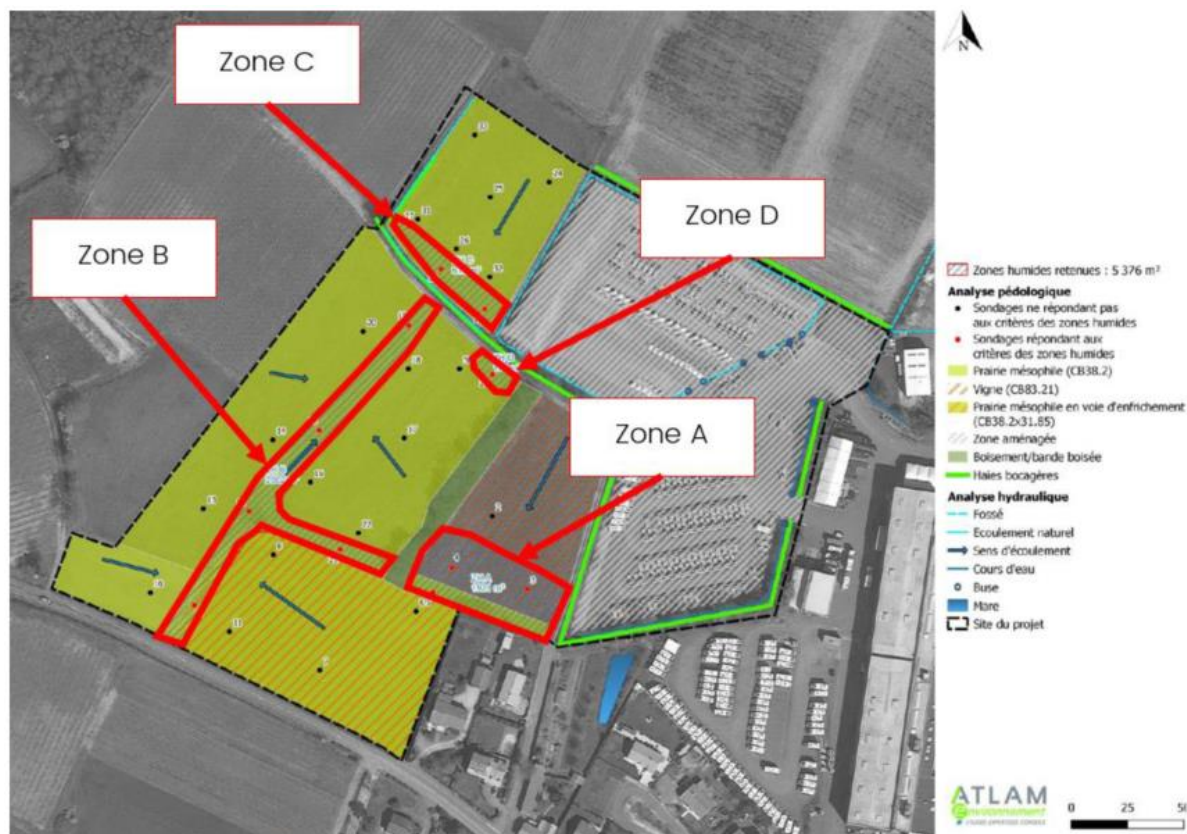 Zone C
Zone D
Zone B
Zone A
N
Zones humides retenues : 5 376 m²
Analyse pédologique
Sondages ne répondant pas
aux critères des zones humides
Sondages répondant aux
critères des zones humides
Prairie mésophile (CB38.2)
Vigne (CB83.21)
Prairie mésophile en voie d'enfrichement
(CB38.2x31.85)
Zone aménagée
Boisement/bande boisée
Haies bocagères
Analyse hydraulique
Fossé
Ecoulement naturel
Sens d'écoulement
Cours d'eau
Buse
Mare
Site du projet
ATLAM
environnement
0 25 50